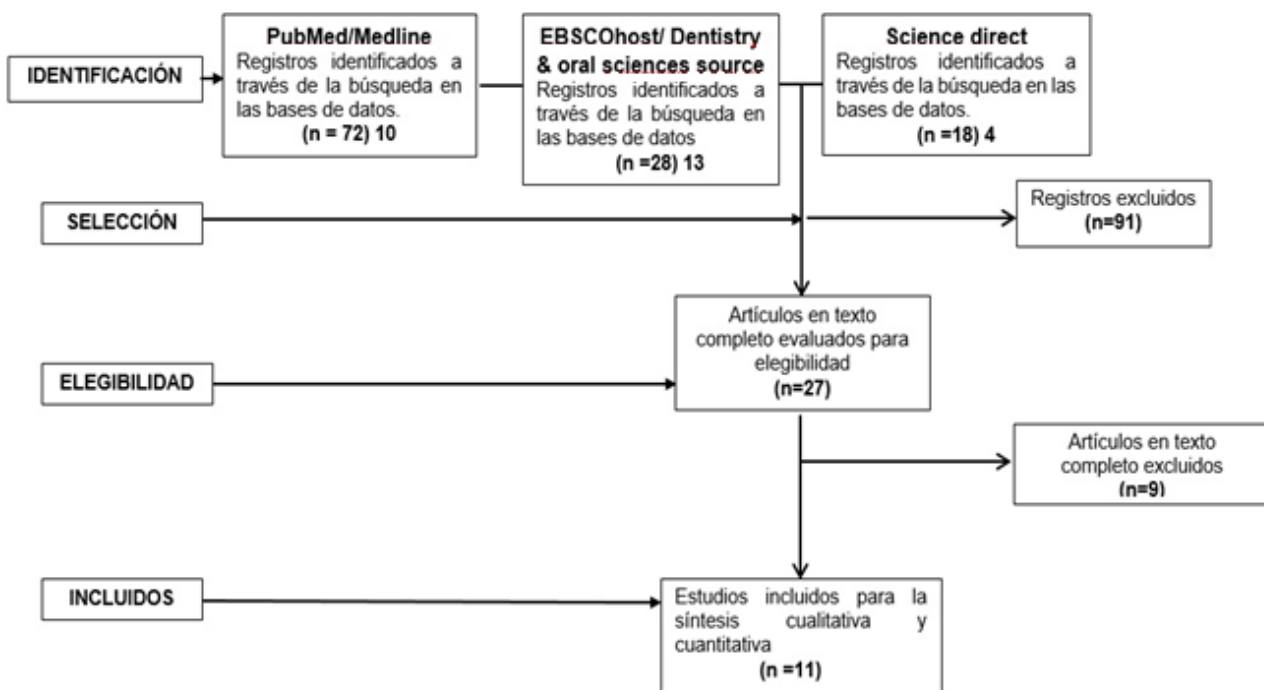 IDENTIFICACIÓN
PubMed/Medline
Registros identificados a
través de la búsqueda en
las bases de datos.
(n = 72) 10
EBSCOhost/ Dentistry
& oral sciences source
Registros identificados a
través de la búsqueda en
las bases de datos
(n =28) 13
Science direct
Registros identificados a
través de la búsqueda en las
bases de datos.
(n =18) 4
SELECCIÓN
Registros excluidos
(n=91)
Artículos en texto
completo evaluados para
elegibilidad
(n=27)
ELEGIBILIDAD
Artículos en texto
completo excluidos
(n=9)
INCLUIDOS
Estudios incluidos para la
síntesis cualitativa y
cuantitativa
(n =11)